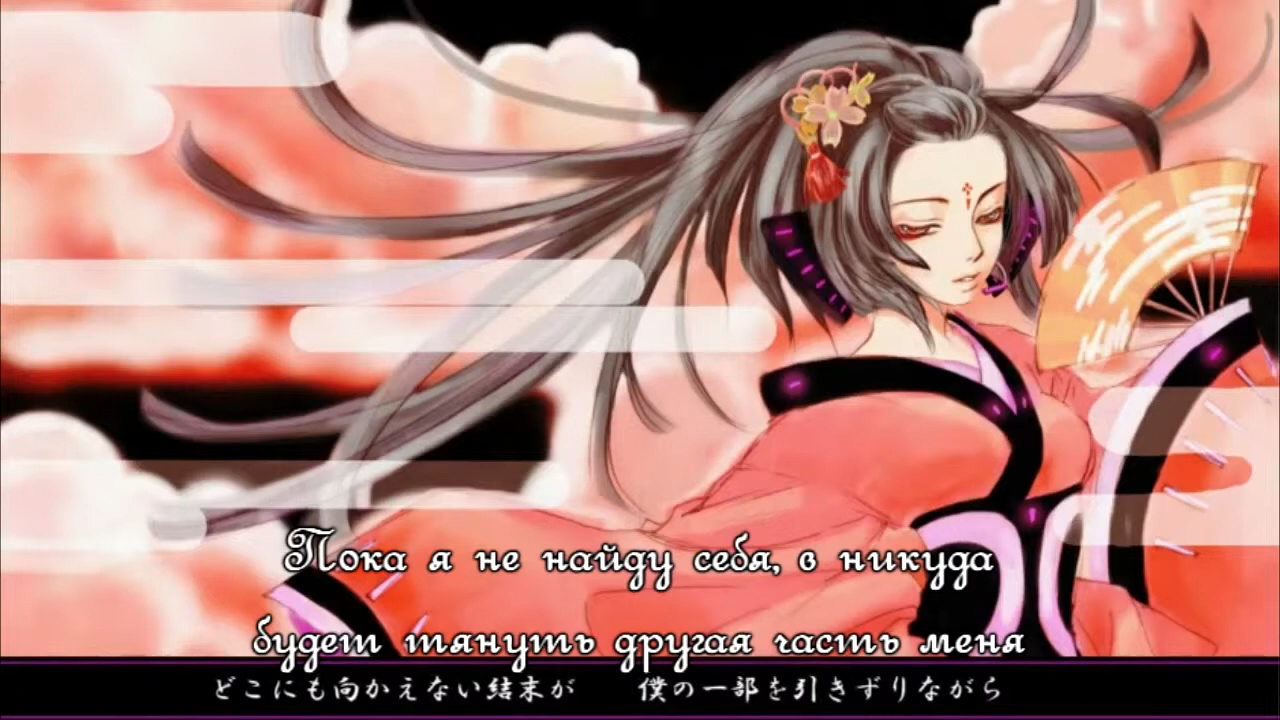 Пока я не найду себя, в никуда
будет тянуть другая часть меня
どこにも向かえない結末が 僕の一部を引きずりながら